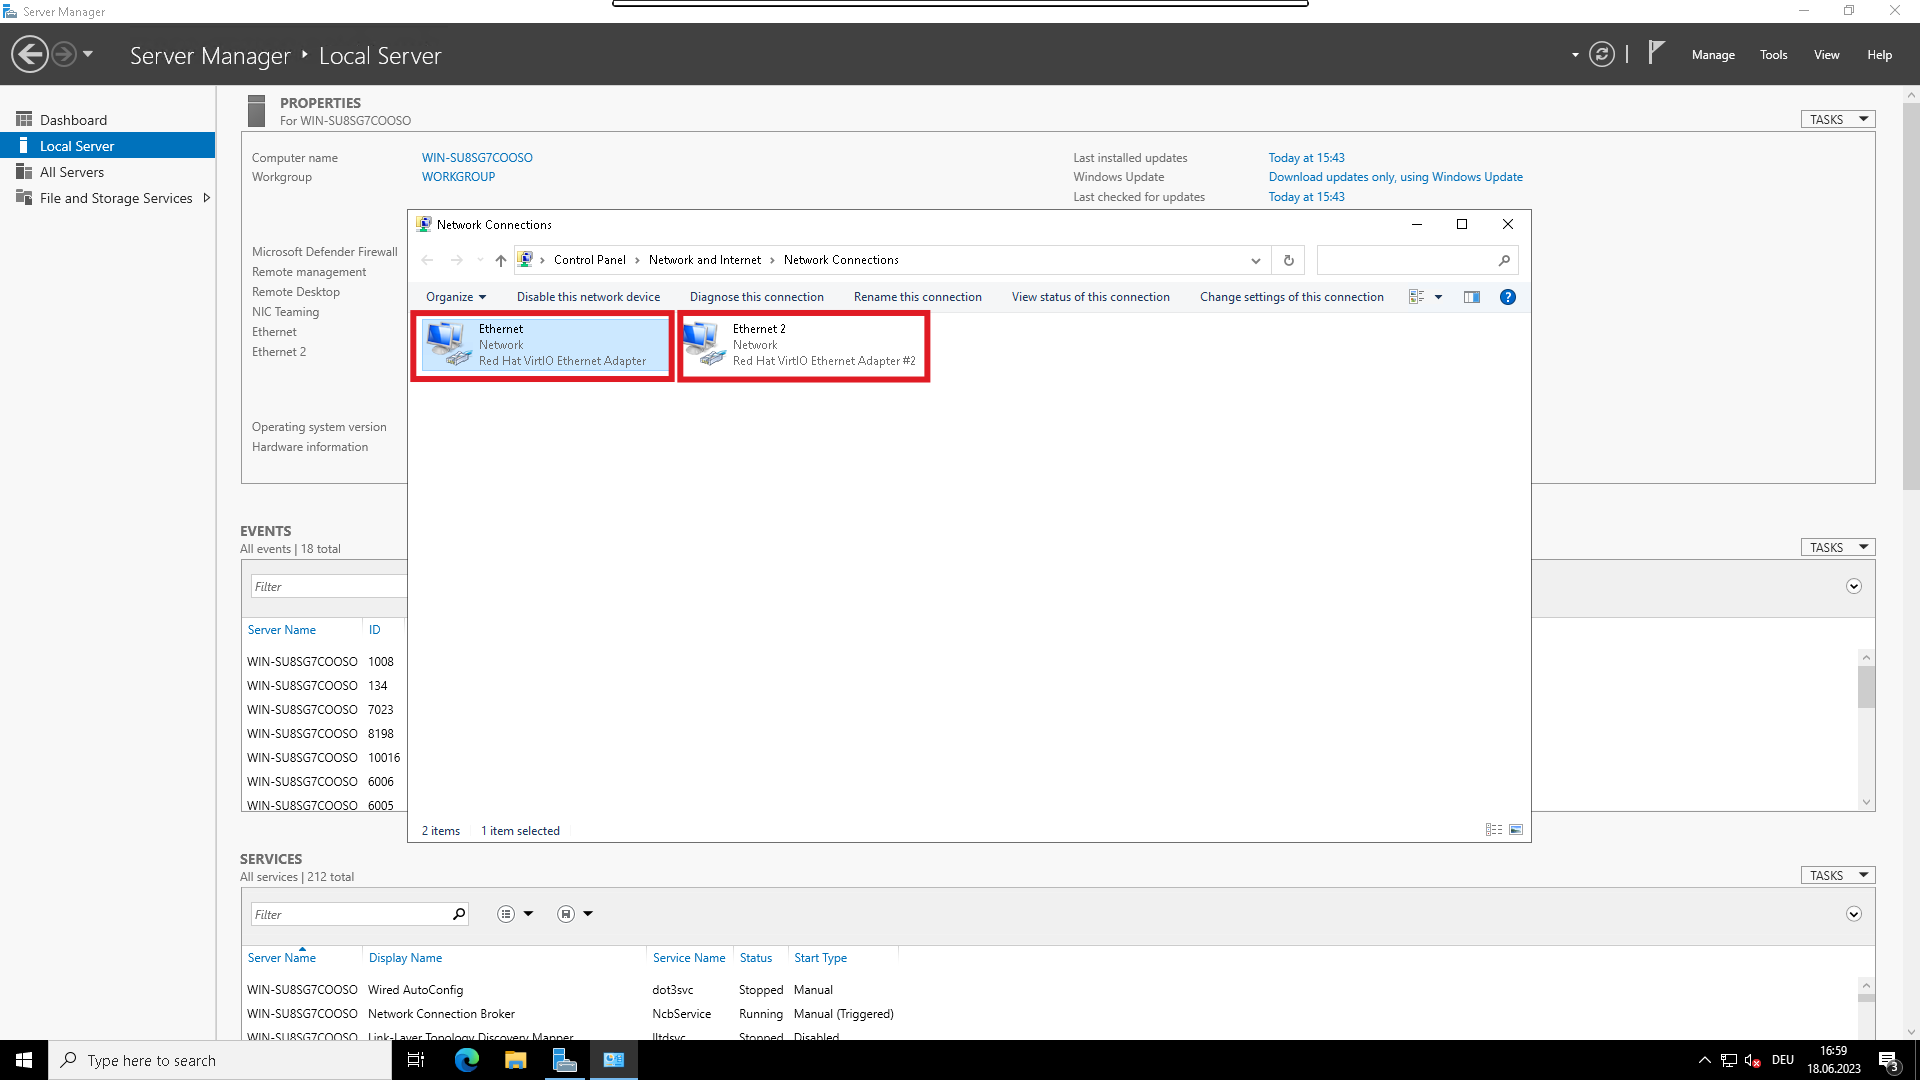 Server Manager
Server Manager ‣ Local Server
Manage Tools View Help
Dashboard
Local Server
All Servers
File and Storage Services
PROPERTIES
For WIN-SU8SG7COOSO
TASKS
Computer name WIN-SU8SG7COOSO
Workgroup WORKGROUP
Last installed updates Today at 15:43
Windows Update Download updates only, using Windows Update
Last checked for updates Today at 15:43
Microsoft Defender Firewall
Remote management
Remote Desktop
NIC Teaming
Ethernet
Ethernet 2
Operating system version
Hardware information
Network Connections
Control Panel › Network and Internet › Network Connections
Organize Disable this network device Diagnose this connection Rename this connection View status of this connection Change settings of this connection
Ethernet
Network
Red Hat VirtIO Ethernet Adapter
Ethernet 2
Network
Red Hat VirtIO Ethernet Adapter #2
2 items 1 item selected
EVENTS
All events | 18 total
TASKS
Filter
Server Name ID
WIN-SU8SG7COOSO 1008
WIN-SU8SG7COOSO 134
WIN-SU8SG7COOSO 7023
WIN-SU8SG7COOSO 8198
WIN-SU8SG7COOSO 10016
WIN-SU8SG7COOSO 6006
WIN-SU8SG7COOSO 6005
SERVICES
All services | 212 total
TASKS
Filter
Server Name Display Name Service Name Status Start Type
WIN-SU8SG7COOSO Wired AutoConfig dot3svc Stopped Manual
WIN-SU8SG7COOSO Network Connection Broker NcbService Running Manual (Triggered)
WIN-SU8SG7COOSO Link-Layer Topology Discovery Mapper lltdsvc Stopped Disabled
Type here to search
DEU
16:59
18.06.2023
3